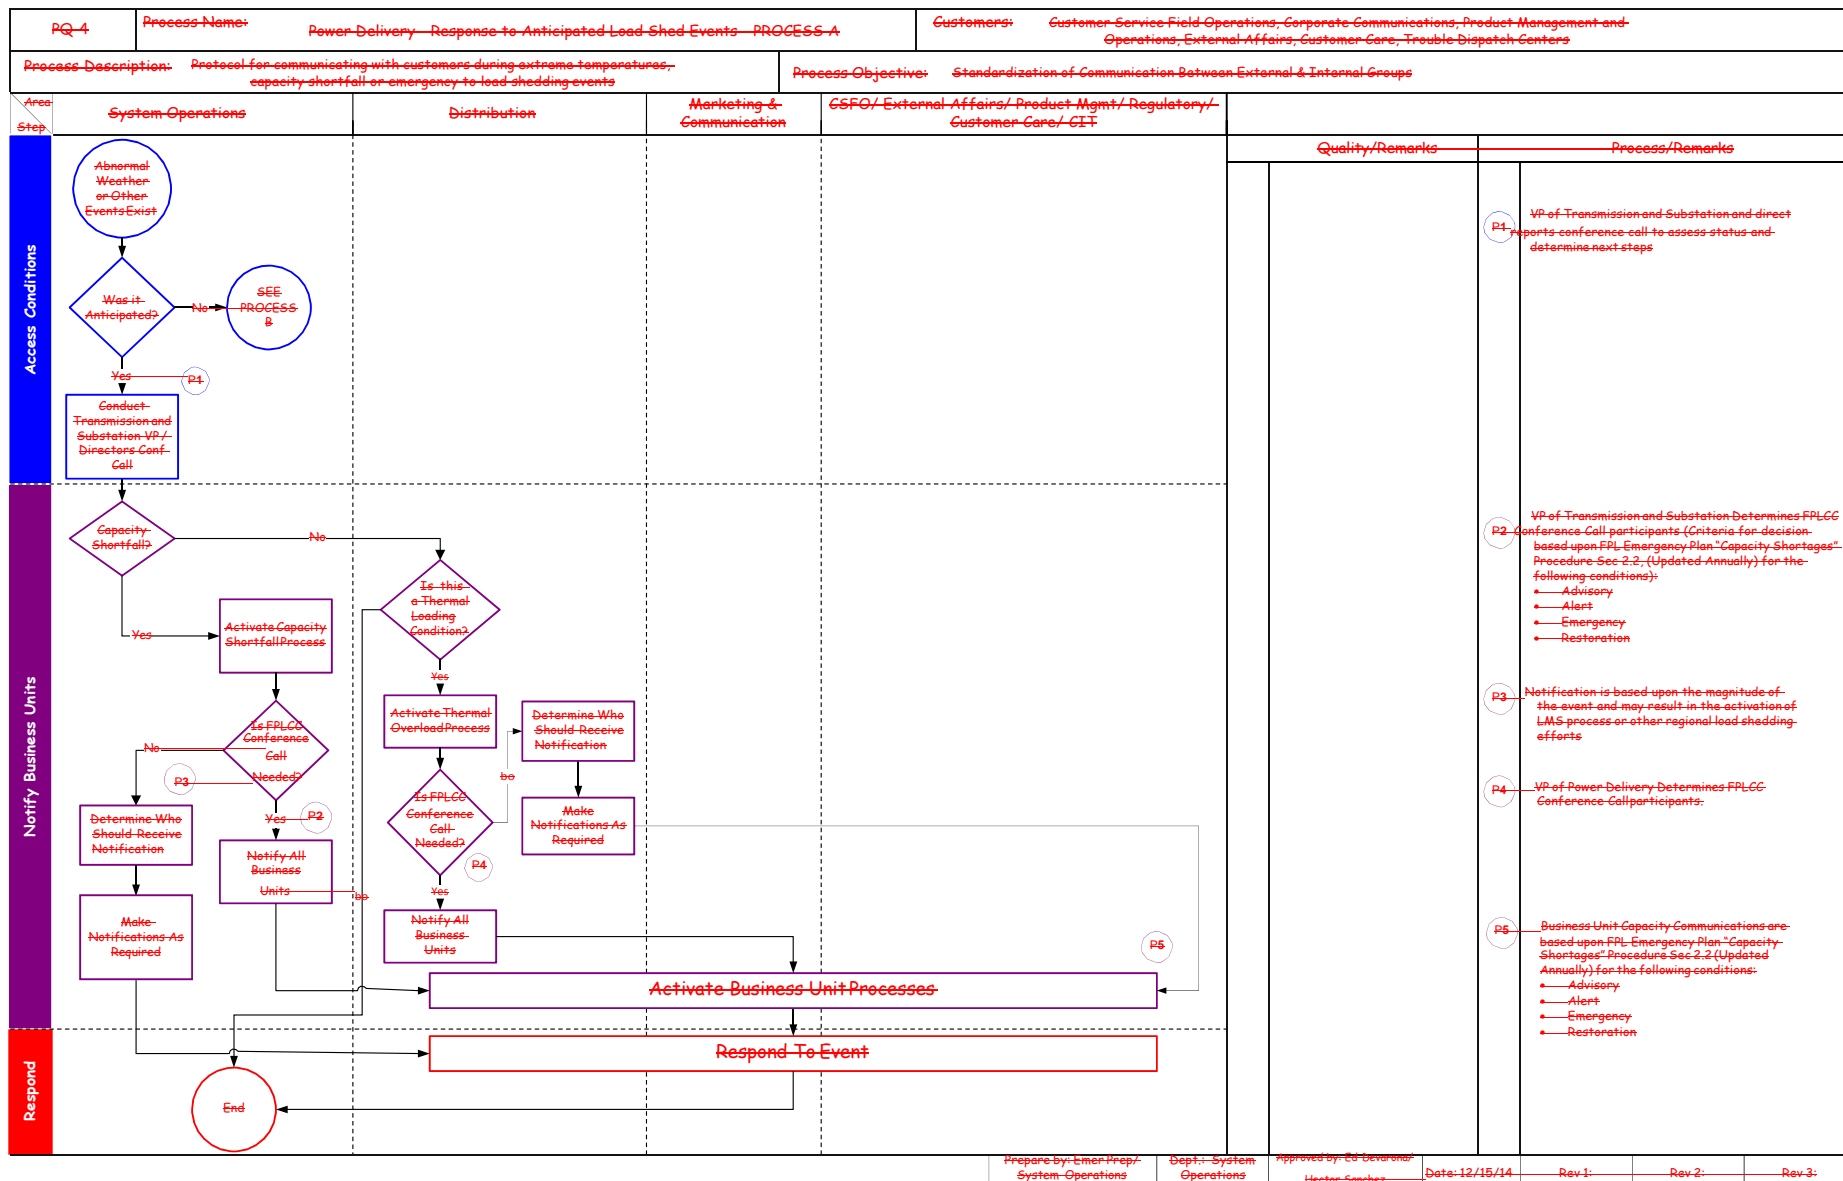 PQ-4
Process Name:
Power Delivery - Response to Anticipated Load Shed Events - PROCESS A
Customers:
Customer Service Field Operations, Corporate Communications, Product Management and
Operations, External Affairs, Customer Care, Trouble Dispatch Centers
Process Description:
Protocol for communicating with customers during extreme temperatures,
capacity shortfall or emergency to load shedding events
Process Objective:
Standardization of Communication Between External & Internal Groups
Area
Step
System Operations
Distribution
Marketing &
Communication
CSFO/ External Affairs/ Product Mgmt/ Regulatory/
Customer Care/ CIT
Quality/Remarks
Process/Remarks
Access Conditions
Abnormal
Weather
or Other
Events Exist
Was it
Anticipated?
No
SEE
PROCESS
B
Yes
P1
Conduct
Transmission and
Substation VP /
Directors Conf
Call
P1
VP of Transmission and Substation and direct
reports conference call to assess status and
determine next steps
Notify Business Units
Capacity
Shortfall?
No
Is this
a Thermal
Loading
Condition?
Yes
Activate Capacity
Shortfall Process
Yes
Activate Thermal
Overload Process
Determine Who
Should Receive
Notification
Is FPLCC
Conference
Call
Needed?
No
P3
bo
Is FPLCC
Conference
Call
Needed?
Make
Notifications As
Required
Determine Who
Should Receive
Notification
Yes
P2
Notify All
Business
Units
bo
P4
Yes
Make
Notifications As
Required
Notify All
Business
Units
P5
Activate Business Unit Processes
P2
VP of Transmission and Substation Determines FPLCC
Conference Call participants (Criteria for decision
based upon FPL Emergency Plan “Capacity Shortages”
Procedure Sec 2.2, (Updated Annually) for the
following conditions):
• Advisory
• Alert
• Emergency
• Restoration
P3
Notification is based upon the magnitude of
the event and may result in the activation of
LMS process or other regional load shedding
efforts
P4
VP of Power Delivery Determines FPLCC
Conference Call participants.
P5
Business Unit Capacity Communications are
based upon FPL Emergency Plan “Capacity
Shortages” Procedure Sec 2.2 (Updated
Annually) for the following conditions:
• Advisory
• Alert
• Emergency
• Restoration
Respond
Respond To Event
End
Prepare by: Emer Prep/
System Operations
Dept.: System
Operations
Approved by: Ed Devarona/
Hector Sanchez
Date: 12/15/14
Rev 1:
Rev 2:
Rev 3: